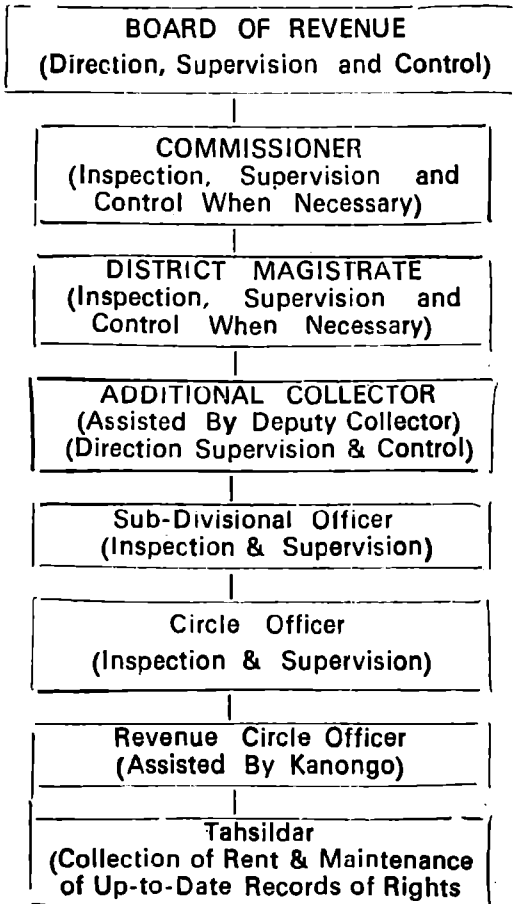 BOARD OF REVENUE
(Direction, Supervision and Control)
COMMISSIONER
(Inspection, Supervision and
Control When Necessary)
DISTRICT MAGISTRATE
(Inspection, Supervision and
Control When Necessary)
ADDITIONAL COLLECTOR
(Assisted By Deputy Collector)
(Direction Supervision & Control)
Sub-Divisional Officer
(Inspection & Supervision)
Circle Officer
(Inspection & Supervision)
Revenue Circle Officer
(Assisted By Kanongo)
Tahsildar
(Collection of Rent & Maintenance
of Up-to-Date Records of Rights